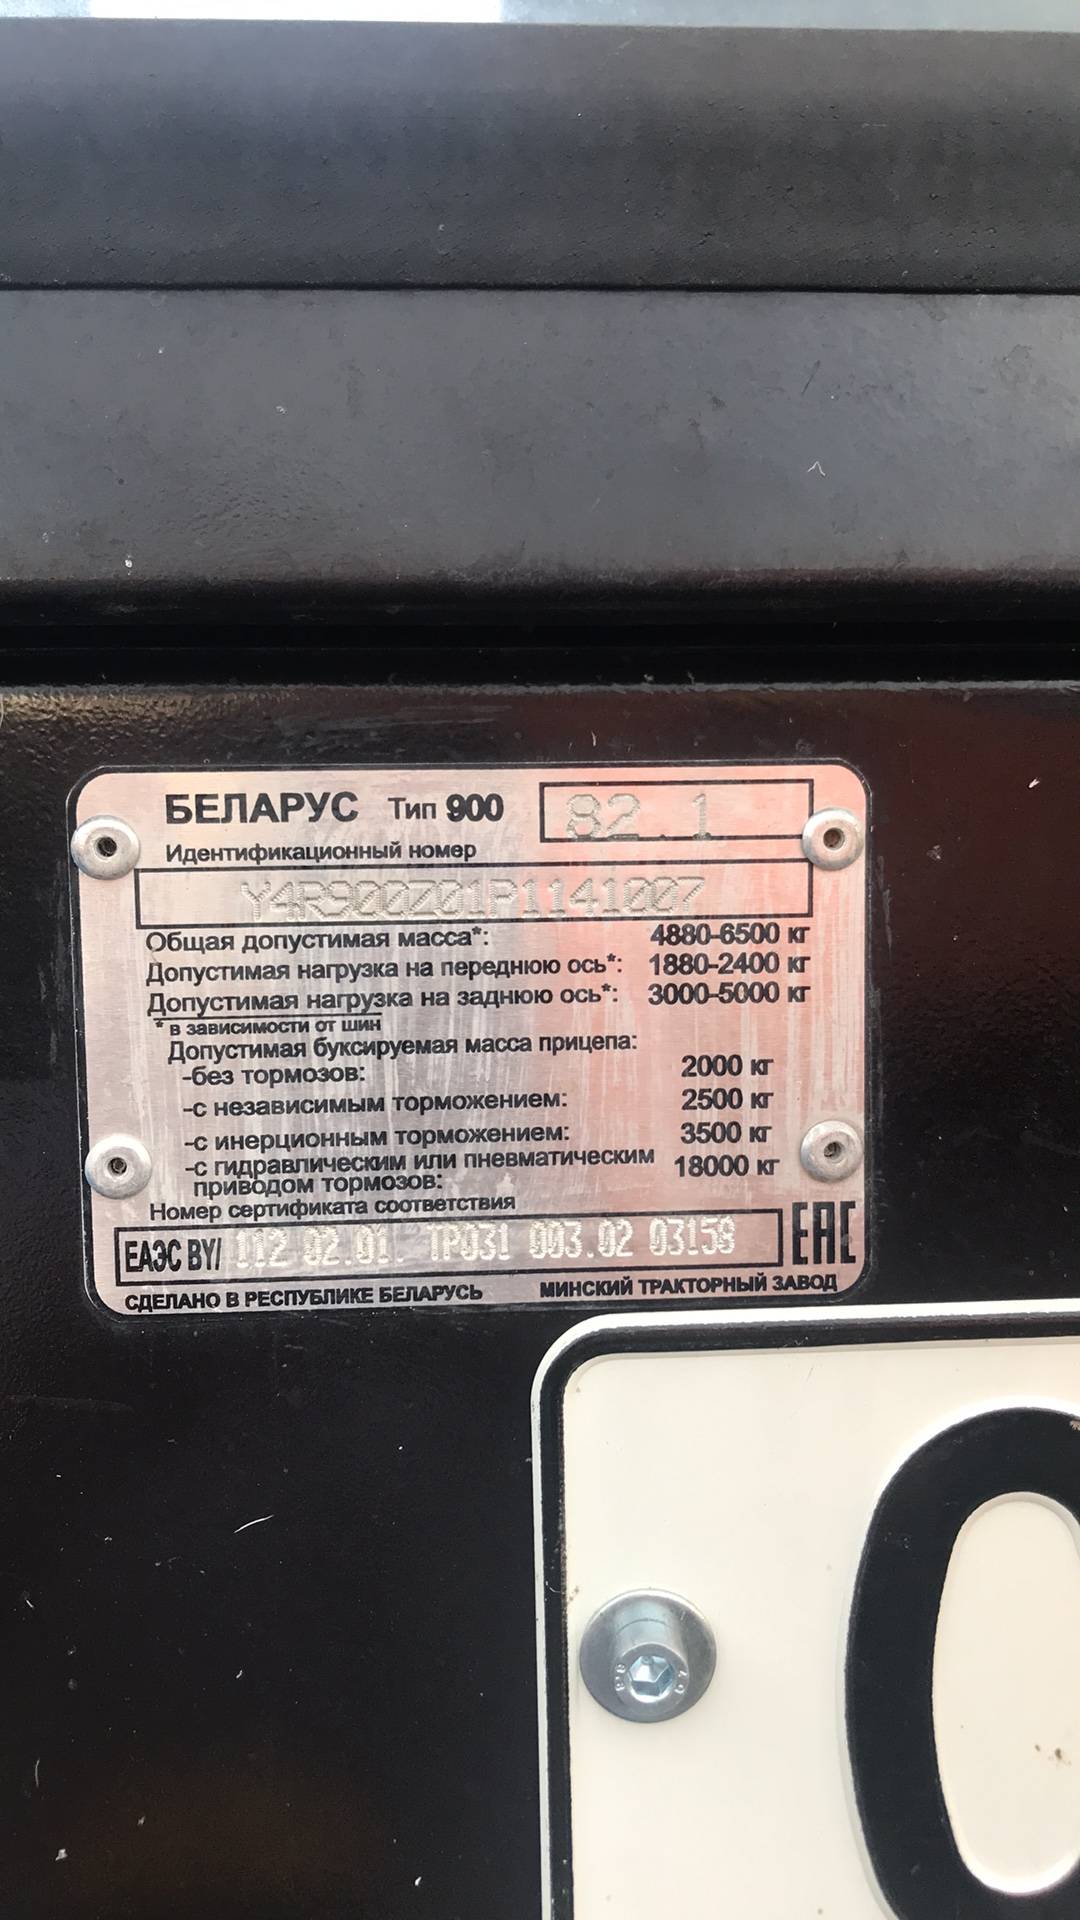 БЕЛАРУС Тип 900 82.1
Идентификационный номер
Y4R900Z01P1141007
Общая допустимая масса*: 4880-6500 кг
Допустимая нагрузка на переднюю ось*: 1880-2400 кг
Допустимая нагрузка на заднюю ось*: 3000-5000 кг
* в зависимости от шин
Допустимая буксируемая масса прицепа:
-без тормозов: 2000 кг
-с независимым торможением: 2500 кг
-с инерционным торможением: 3500 кг
-с гидравлическим или пневматическим 18000 кг
приводом тормозов:
Номер сертификата соответствия
ЕАЭС BY/ 112 02.01. ТР031 003.02 03158 EAC
СДЕЛАНО В РЕСПУБЛИКЕ БЕЛАРУСЬ МИНСКИЙ ТРАКТОРНЫЙ ЗАВОД
0